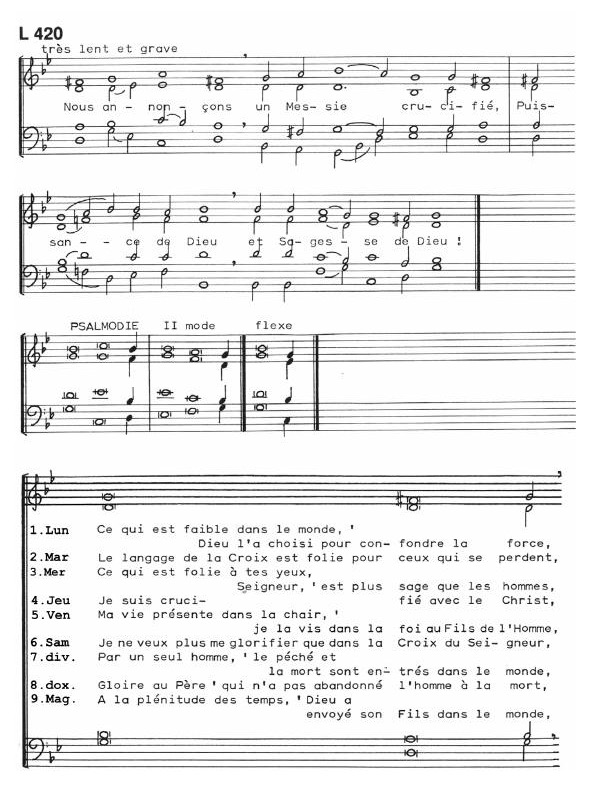 L 420
très lent et grave
Nous an- non - çons un Mes- sie cru- ci- fié, Puis-
san - - ce de Dieu et Sa- ges - se de Dieu !
PSALMODIE II mode flexe
1.Lun Ce qui est faible dans le monde, '
Dieu l'a choisi pour con- fondre la force,
2.Mar Le langage de la Croix est folie pour ceux qui se perdent,
3.Mer Ce qui est folie à tes yeux,
Seigneur, 'est plus sage que les hommes,
4.Jeu Je suis cruci- fié avec le Christ,
5.Ven Ma vie présente dans la chair, '
je la vis dans la foi au Fils de l'Homme,
6.Sam Je ne veux plus me glorifier que dans la Croix du Sei- gneur,
7.div. Par un seul homme, ' le péché et
la mort sont en- trés dans le monde,
8.dox. Gloire au Père ' qui n'a pas abandonné l'homme à la mort,
9.Mag. A la plénitude des temps, ' Dieu a
envoyé son Fils dans le monde,